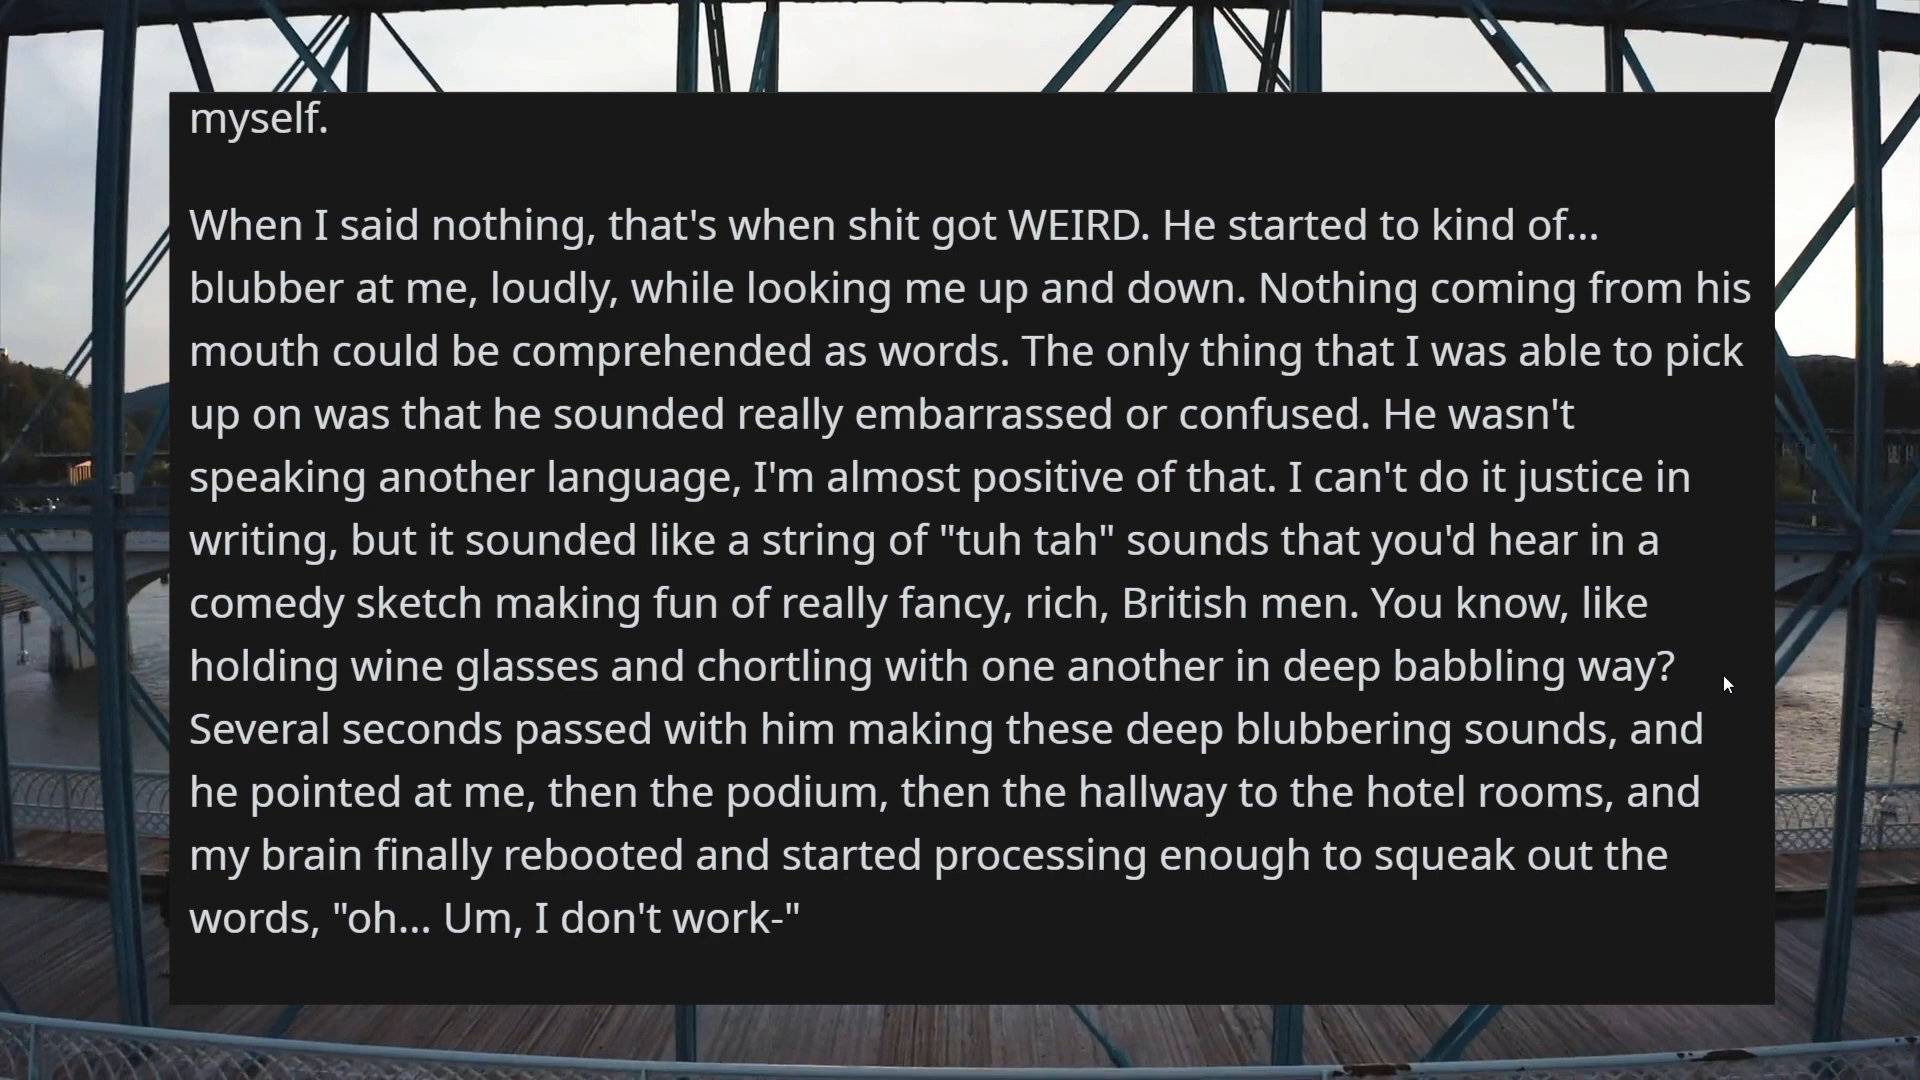 myself.
When I said nothing, that's when shit got WEIRD. He started to kind of...
blubber at me, loudly, while looking me up and down. Nothing coming from his
mouth could be comprehended as words. The only thing that I was able to pick
up on was that he sounded really embarrassed or confused. He wasn't
speaking another language, I'm almost positive of that. I can't do it justice in
writing, but it sounded like a string of "tuh tah" sounds that you'd hear in a
comedy sketch making fun of really fancy, rich, British men. You know, like
holding wine glasses and chortling with one another in deep babbling way?
Several seconds passed with him making these deep blubbering sounds, and
he pointed at me, then the podium, then the hallway to the hotel rooms, and
my brain finally rebooted and started processing enough to squeak out the
words, "oh... Um, I don't work-"